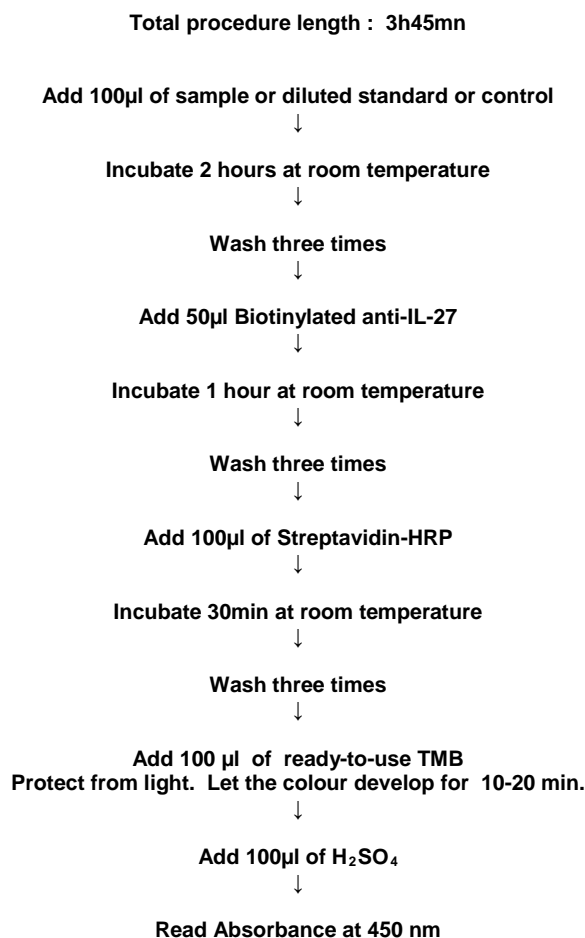 Total procedure length : 3h45mn
Add 100µl of sample or diluted standard or control
↓
Incubate 2 hours at room temperature
↓
Wash three times
↓
Add 50µl Biotinylated anti-IL-27
↓
Incubate 1 hour at room temperature
↓
Wash three times
↓
Add 100µl of Streptavidin-HRP
↓
Incubate 30min at room temperature
↓
Wash three times
↓
Add 100 µl of ready-to-use TMB
Protect from light. Let the colour develop for 10-20 min.
↓
Add 100µl of H₂SO₄
↓
Read Absorbance at 450 nm